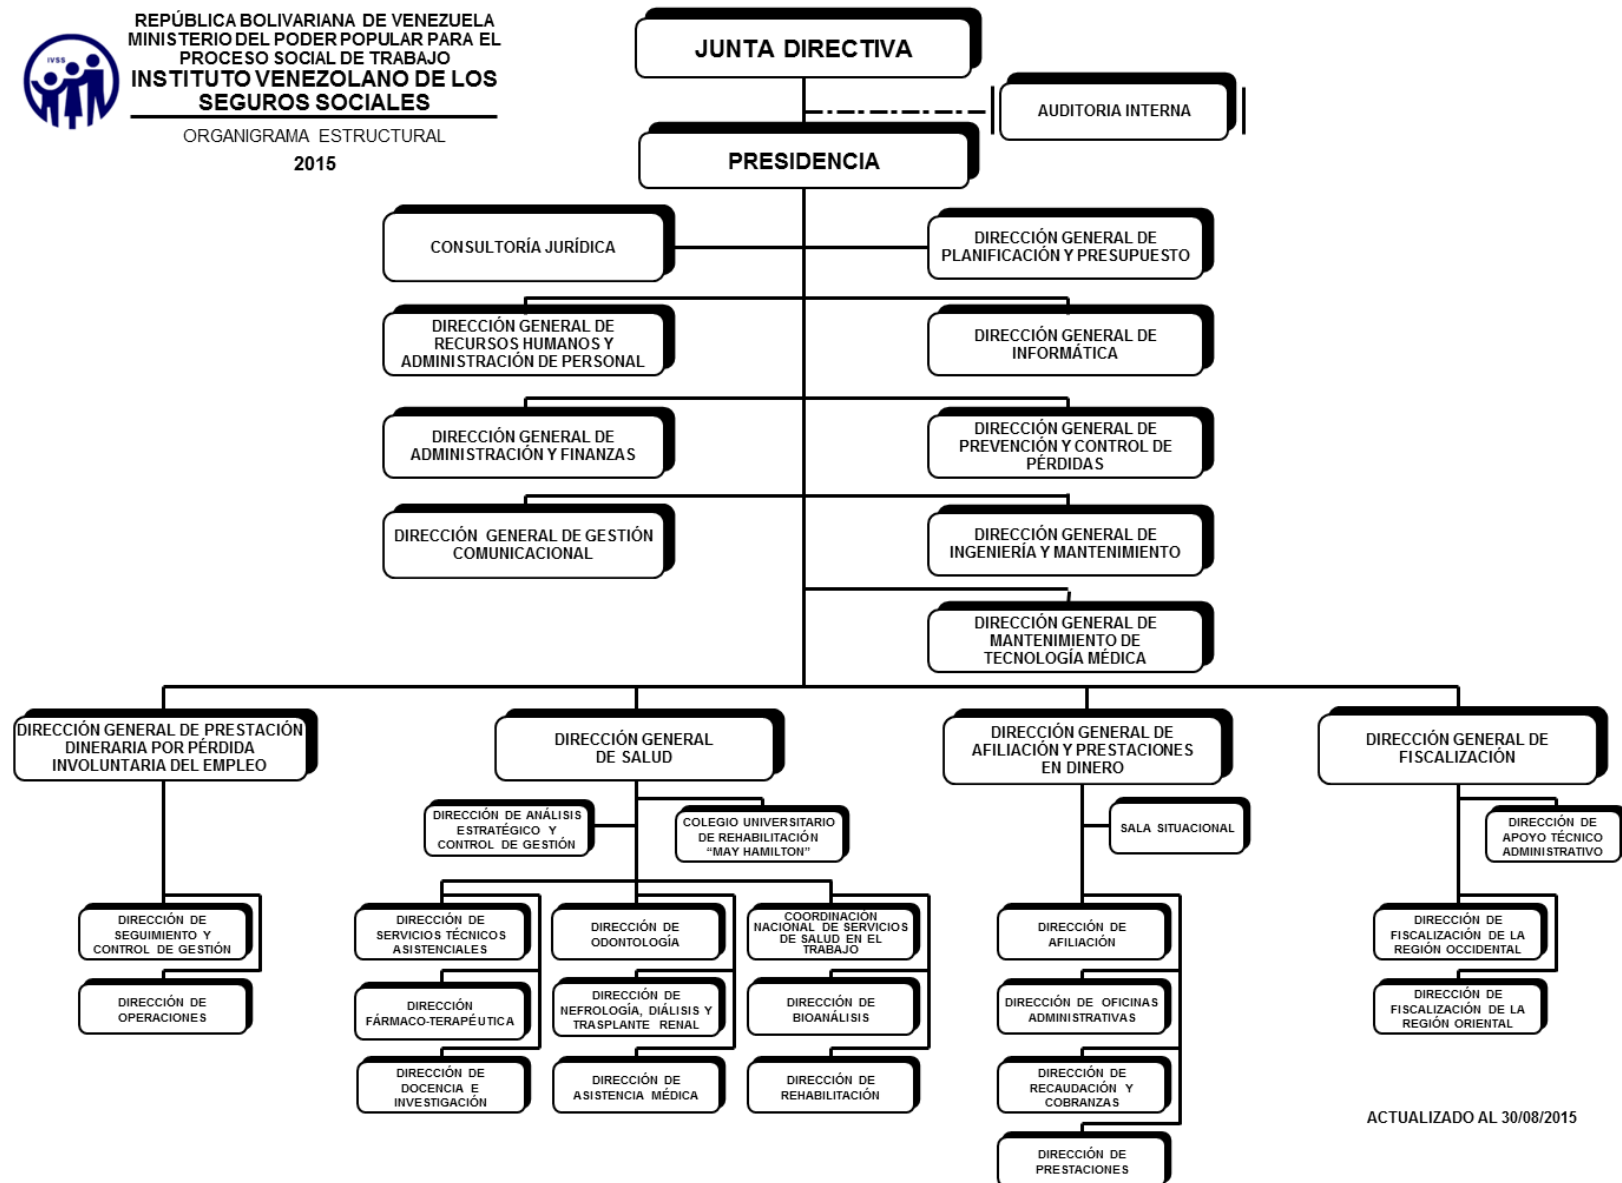 REPÚBLICA BOLIVARIANA DE VENEZUELA
MINISTERIO DEL PODER POPULAR PARA EL
PROCESO SOCIAL DE TRABAJO
INSTITUTO VENEZOLANO DE LOS
SEGUROS SOCIALES
IVSS
ORGANIGRAMA ESTRUCTURAL
2015
JUNTA DIRECTIVA
AUDITORIA INTERNA
PRESIDENCIA
CONSULTORÍA JURÍDICA
DIRECCIÓN GENERAL DE
PLANIFICACIÓN Y PRESUPUESTO
DIRECCIÓN GENERAL DE
RECURSOS HUMANOS Y
ADMINISTRACIÓN DE PERSONAL
DIRECCIÓN GENERAL DE
INFORMÁTICA
DIRECCIÓN GENERAL DE
ADMINISTRACIÓN Y FINANZAS
DIRECCIÓN GENERAL DE
PREVENCIÓN Y CONTROL DE
PÉRDIDAS
DIRECCIÓN GENERAL DE GESTIÓN
COMUNICACIONAL
DIRECCIÓN GENERAL DE
INGENIERÍA Y MANTENIMIENTO
DIRECCIÓN GENERAL DE
MANTENIMIENTO DE
TECNOLOGÍA MÉDICA
DIRECCIÓN GENERAL DE PRESTACIÓN
DINERARIA POR PÉRDIDA
INVOLUNTARIA DEL EMPLEO
DIRECCIÓN GENERAL
DE SALUD
DIRECCIÓN GENERAL DE
AFILIACIÓN Y PRESTACIONES
EN DINERO
DIRECCIÓN GENERAL DE
FISCALIZACIÓN
DIRECCIÓN DE ANÁLISIS
ESTRATÉGICO Y
CONTROL DE GESTIÓN
COLEGIO UNIVERSITARIO
DE REHABILITACIÓN
“MAY HAMILTON”
SALA SITUACIONAL
DIRECCIÓN DE
APOYO TÉCNICO
ADMINISTRATIVO
DIRECCIÓN DE
SEGUIMIENTO Y
CONTROL DE GESTIÓN
DIRECCIÓN DE
SERVICIOS TÉCNICOS
ASISTENCIALES
DIRECCIÓN DE
ODONTOLOGÍA
COORDINACIÓN
NACIONAL DE SERVICIOS
DE SALUD EN EL
TRABAJO
DIRECCIÓN DE
AFILIACIÓN
DIRECCIÓN DE
FISCALIZACIÓN DE LA
REGIÓN OCCIDENTAL
DIRECCIÓN DE
OPERACIONES
DIRECCIÓN
FÁRMACO-TERAPÉUTICA
DIRECCIÓN DE
NEFROLOGÍA, DIÁLISIS Y
TRASPLANTE RENAL
DIRECCIÓN DE
BIOANÁLISIS
DIRECCIÓN DE OFICINAS
ADMINISTRATIVAS
DIRECCIÓN DE
FISCALIZACIÓN DE LA
REGIÓN ORIENTAL
DIRECCIÓN DE
DOCENCIA E
INVESTIGACIÓN
DIRECCIÓN DE
ASISTENCIA MÉDICA
DIRECCIÓN DE
REHABILITACIÓN
DIRECCIÓN DE
RECAUDACIÓN Y
COBRANZAS
DIRECCIÓN DE
PRESTACIONES
ACTUALIZADO AL 30/08/2015